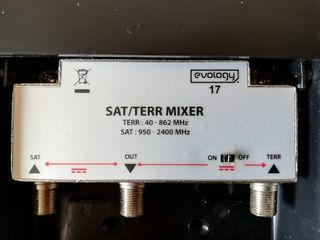 evology
17
SAT/TERR MIXER
TERR : 40 - 862 MHz
SAT : 950 - 2400 MHz
SAT OUT ON OFF TERR